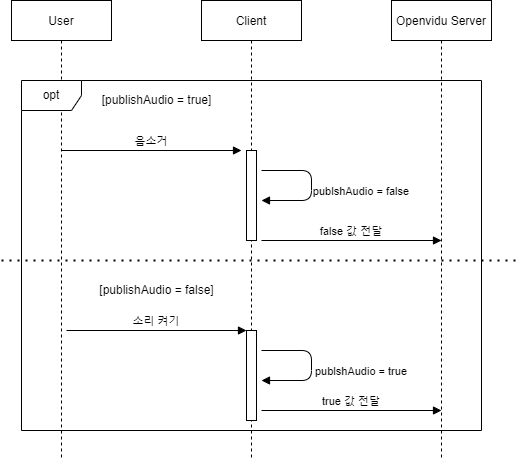 User
Client
Openvidu Server
opt
[publishAudio = true]
음소거
publshAudio = false
false 값 전달
[publishAudio = false]
소리 켜기
publshAudio = true
true 값 전달